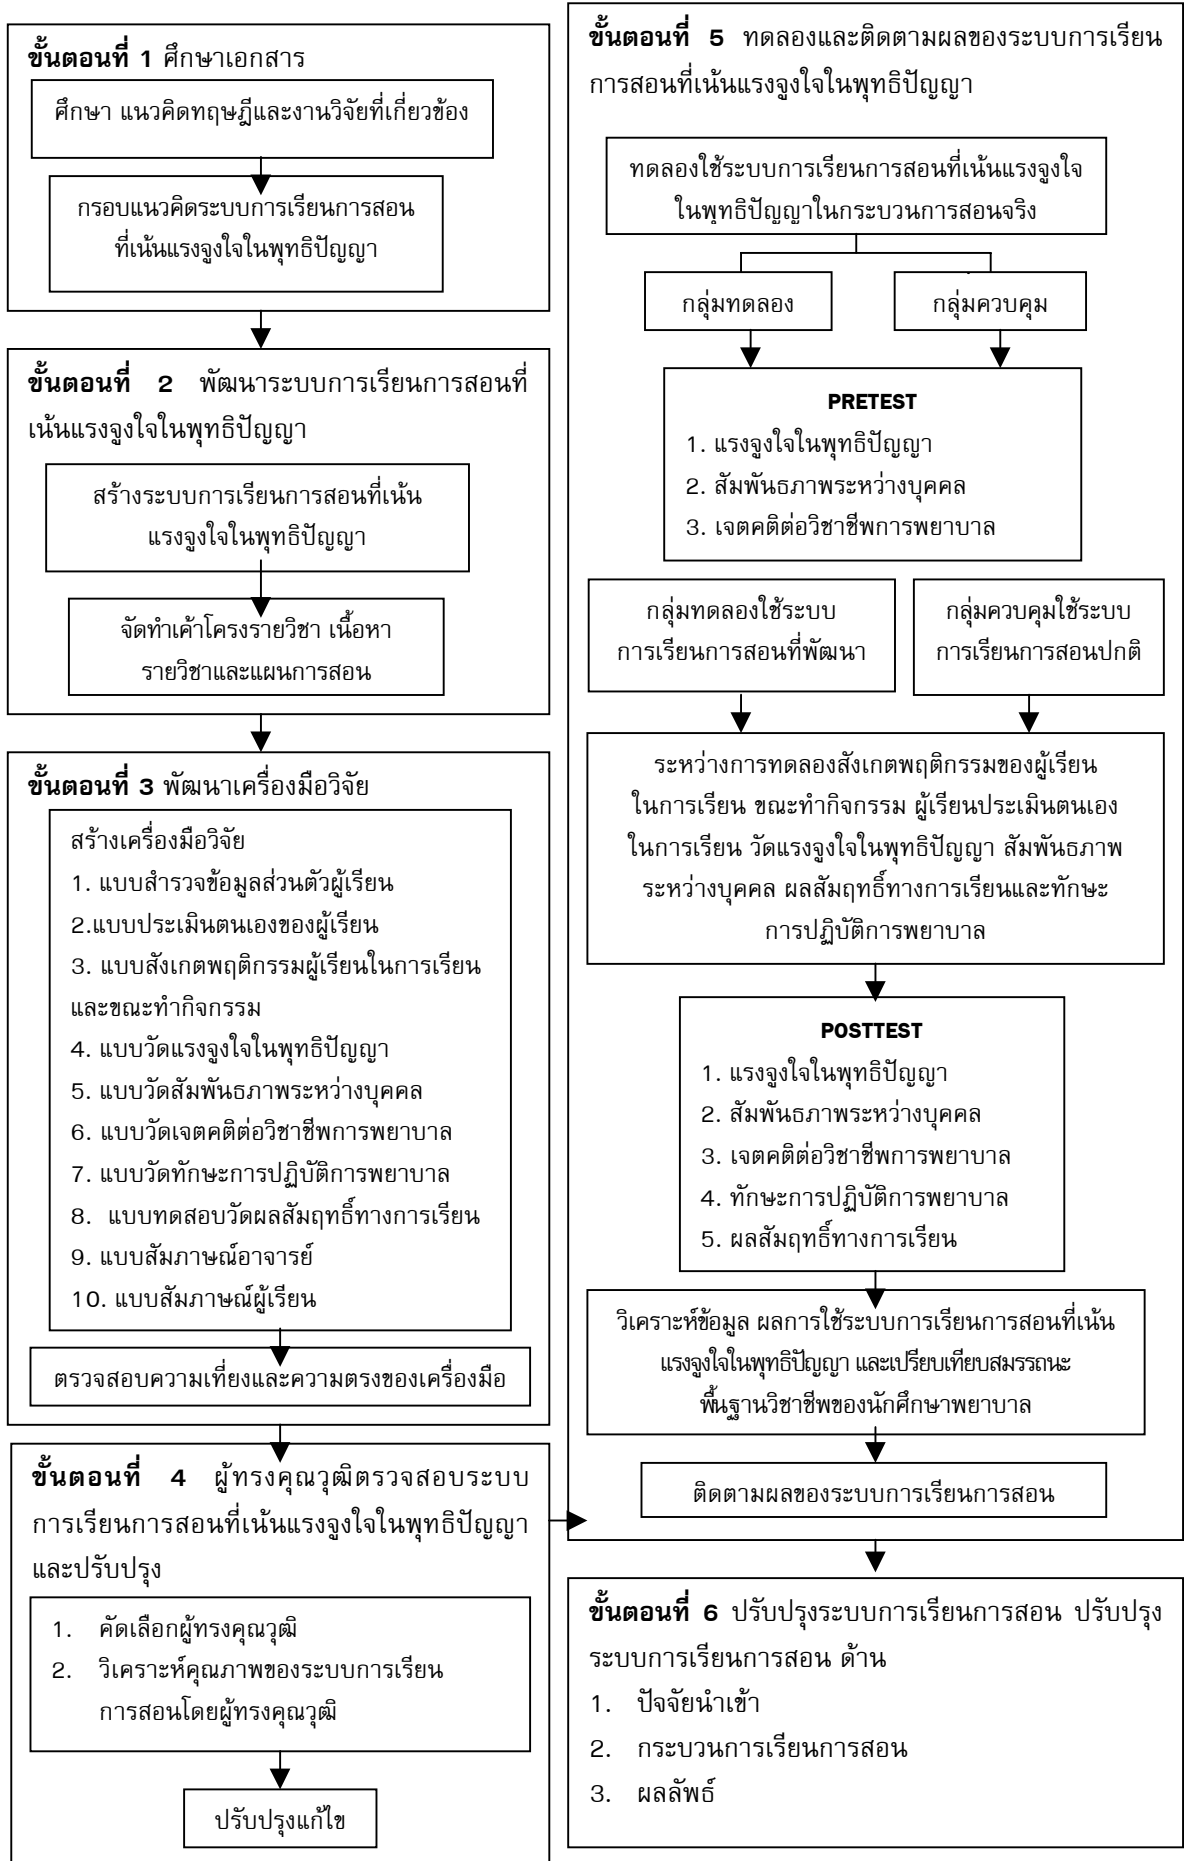 ขั้นตอนที่ 1 ศึกษาเอกสาร
ศึกษา แนวคิดทฤษฎีและงานวิจัยที่เกี่ยวข้อง
กรอบแนวคิดระบบการเรียนการสอน
ที่เน้นแรงจูงใจในพุทธิปัญญา
ขั้นตอนที่ 2 พัฒนาระบบการเรียนการสอนที่
เน้นแรงจูงใจในพุทธิปัญญา
สร้างระบบการเรียนการสอนที่เน้น
แรงจูงใจในพุทธิปัญญา
จัดทำเค้าโครงรายวิชา เนื้อหา
รายวิชาและแผนการสอน
ขั้นตอนที่ 3 พัฒนาเครื่องมือวิจัย
สร้างเครื่องมือวิจัย
1. แบบสำรวจข้อมูลส่วนตัวผู้เรียน
2.แบบประเมินตนเองของผู้เรียน
3. แบบสังเกตพฤติกรรมผู้เรียนในการเรียน
และขณะทำกิจกรรม
4. แบบวัดแรงจูงใจในพุทธิปัญญา
5. แบบวัดสัมพันธภาพระหว่างบุคคล
6. แบบวัดเจตคติต่อวิชาชีพการพยาบาล
7. แบบวัดทักษะการปฏิบัติการพยาบาล
8. แบบทดสอบวัดผลสัมฤทธิ์ทางการเรียน
9. แบบสัมภาษณ์อาจารย์
10. แบบสัมภาษณ์ผู้เรียน
ตรวจสอบความเที่ยงและความตรงของเครื่องมือ
ขั้นตอนที่ 4 ผู้ทรงคุณวุฒิตรวจสอบระบบ
การเรียนการสอนที่เน้นแรงจูงใจในพุทธิปัญญา
และปรับปรุง
1. คัดเลือกผู้ทรงคุณวุฒิ
2. วิเคราะห์คุณภาพของระบบการเรียน
การสอนโดยผู้ทรงคุณวุฒิ
ปรับปรุงแก้ไข
ขั้นตอนที่ 5 ทดลองและติดตามผลของระบบการเรียน
การสอนที่เน้นแรงจูงใจในพุทธิปัญญา
ทดลองใช้ระบบการเรียนการสอนที่เน้นแรงจูงใจ
ในพุทธิปัญญาในกระบวนการสอนจริง
กลุ่มทดลอง
กลุ่มควบคุม
PRETEST
1. แรงจูงใจในพุทธิปัญญา
2. สัมพันธภาพระหว่างบุคคล
3. เจตคติต่อวิชาชีพการพยาบาล
กลุ่มทดลองใช้ระบบ
การเรียนการสอนที่พัฒนา
กลุ่มควบคุมใช้ระบบ
การเรียนการสอนปกติ
ระหว่างการทดลองสังเกตพฤติกรรมของผู้เรียน
ในการเรียน ขณะทำกิจกรรม ผู้เรียนประเมินตนเอง
ในการเรียน วัดแรงจูงใจในพุทธิปัญญา สัมพันธภาพ
ระหว่างบุคคล ผลสัมฤทธิ์ทางการเรียนและทักษะ
การปฏิบัติการพยาบาล
POSTTEST
1. แรงจูงใจในพุทธิปัญญา
2. สัมพันธภาพระหว่างบุคคล
3. เจตคติต่อวิชาชีพการพยาบาล
4. ทักษะการปฏิบัติการพยาบาล
5. ผลสัมฤทธิ์ทางการเรียน
วิเคราะห์ข้อมูล ผลการใช้ระบบการเรียนการสอนที่เน้น
แรงจูงใจในพุทธิปัญญา และเปรียบเทียบสมรรถนะ
พื้นฐานวิชาชีพของนักศึกษาพยาบาล
ติดตามผลของระบบการเรียนการสอน
ขั้นตอนที่ 6 ปรับปรุงระบบการเรียนการสอน ปรับปรุง
ระบบการเรียนการสอน ด้าน
1. ปัจจัยนำเข้า
2. กระบวนการเรียนการสอน
3. ผลลัพธ์